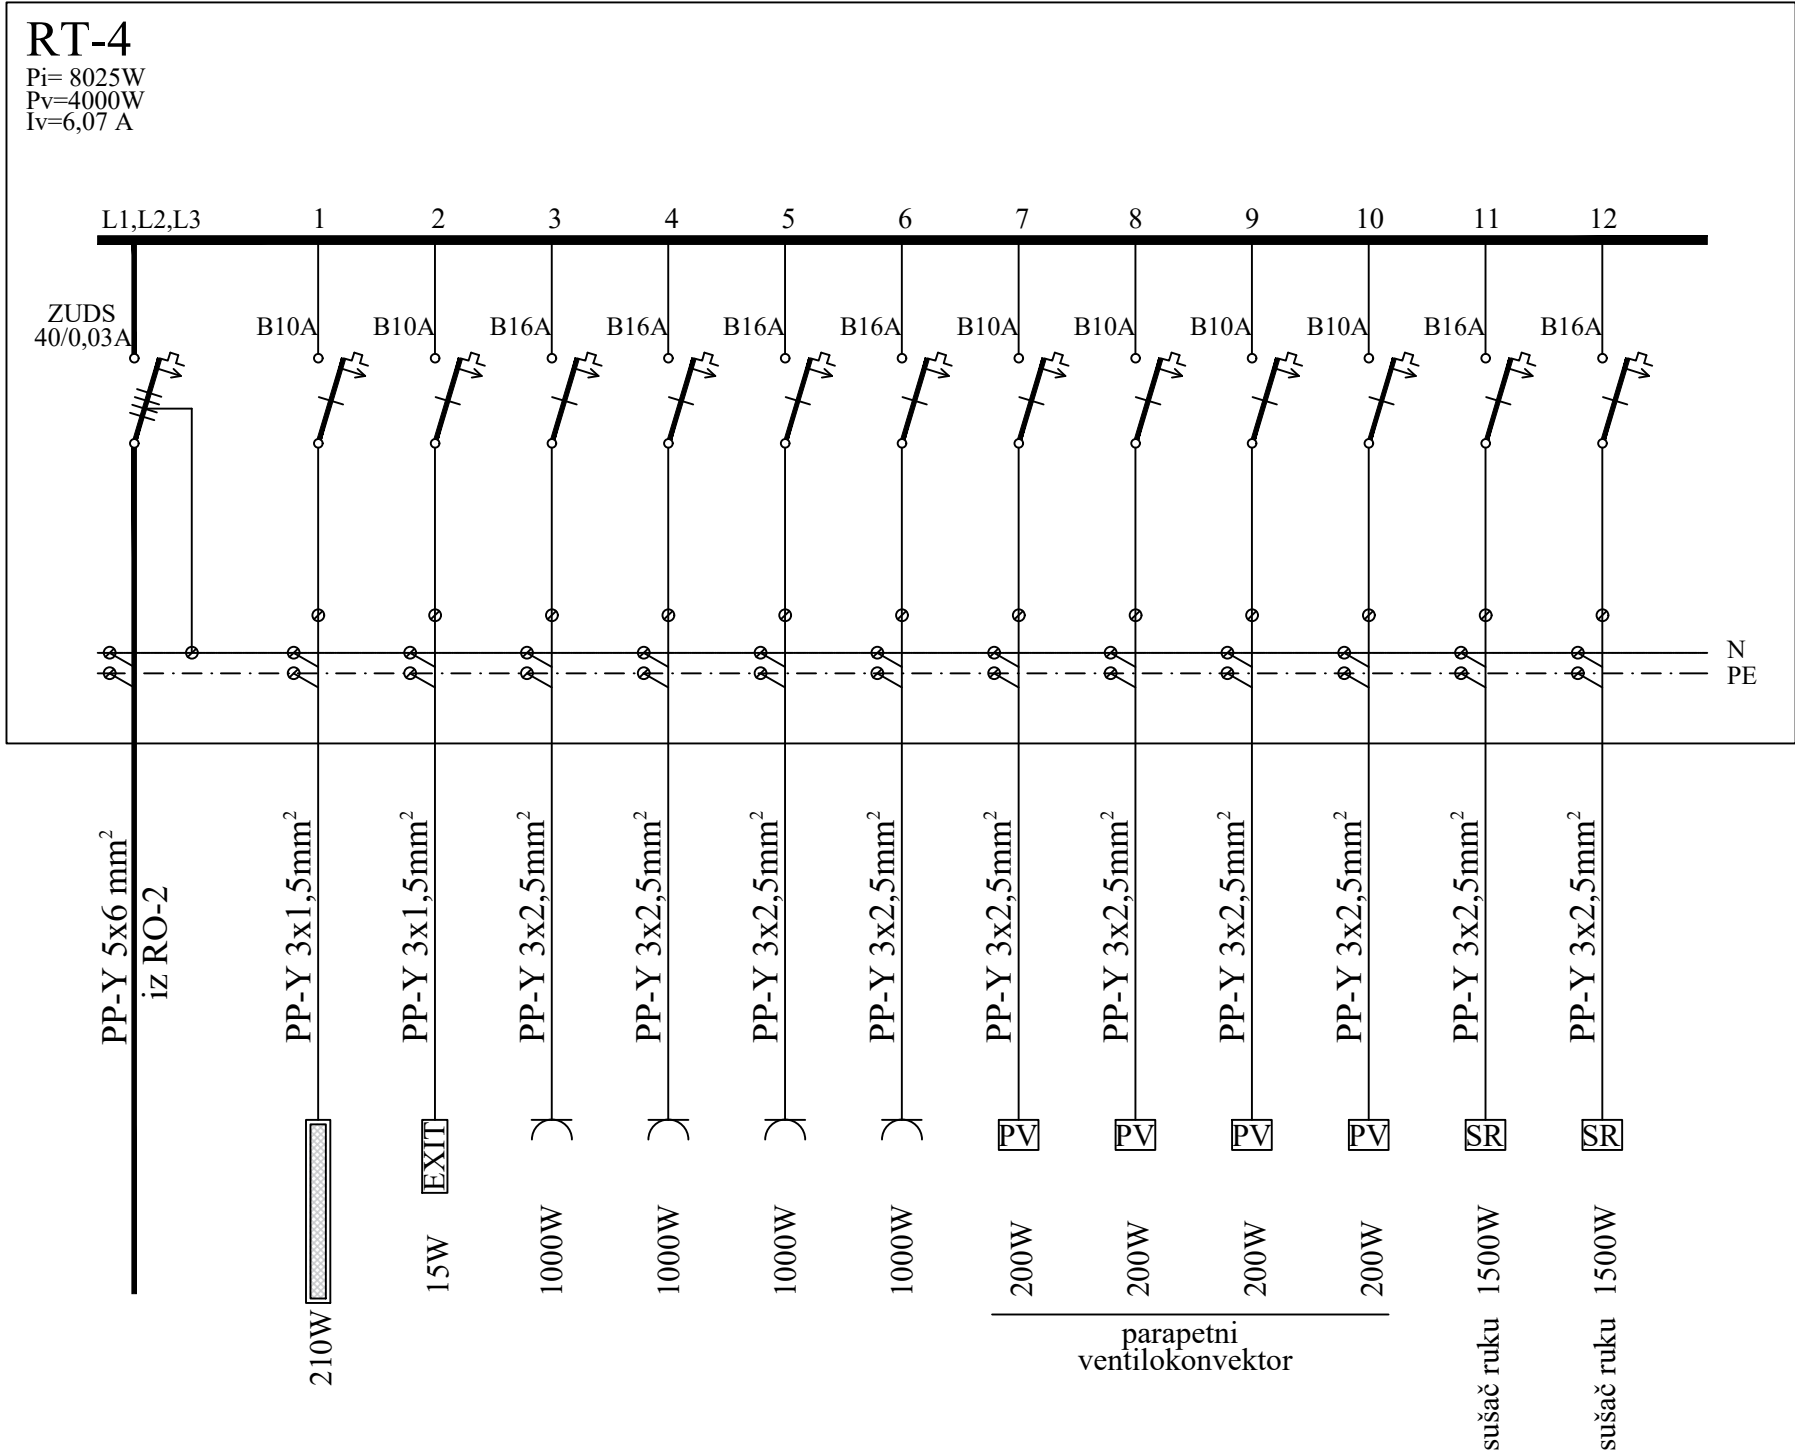 RT-4
Pi= 8025W
Pv=4000W
Iv=6,07 A
L1,L2,L3
1
2
3
4
5
6
7
8
9
10
11
12
ZUDS
40/0,03A
B10A
B10A
B16A
B16A
B16A
B16A
B10A
B10A
B10A
B10A
B16A
B16A
N
PE
PP-Y 5x6 mm²
iz RO-2
PP-Y 3x1,5mm²
PP-Y 3x1,5mm²
PP-Y 3x2,5mm²
PP-Y 3x2,5mm²
PP-Y 3x2,5mm²
PP-Y 3x2,5mm²
PP-Y 3x2,5mm²
PP-Y 3x2,5mm²
PP-Y 3x2,5mm²
PP-Y 3x2,5mm²
PP-Y 3x2,5mm²
PP-Y 3x2,5mm²
EXIT
PV
PV
PV
PV
SR
SR
210W
15W
1000W
1000W
1000W
1000W
200W
200W
200W
200W
sušač ruku 1500W
sušač ruku 1500W
parapetni
ventilokonvektor